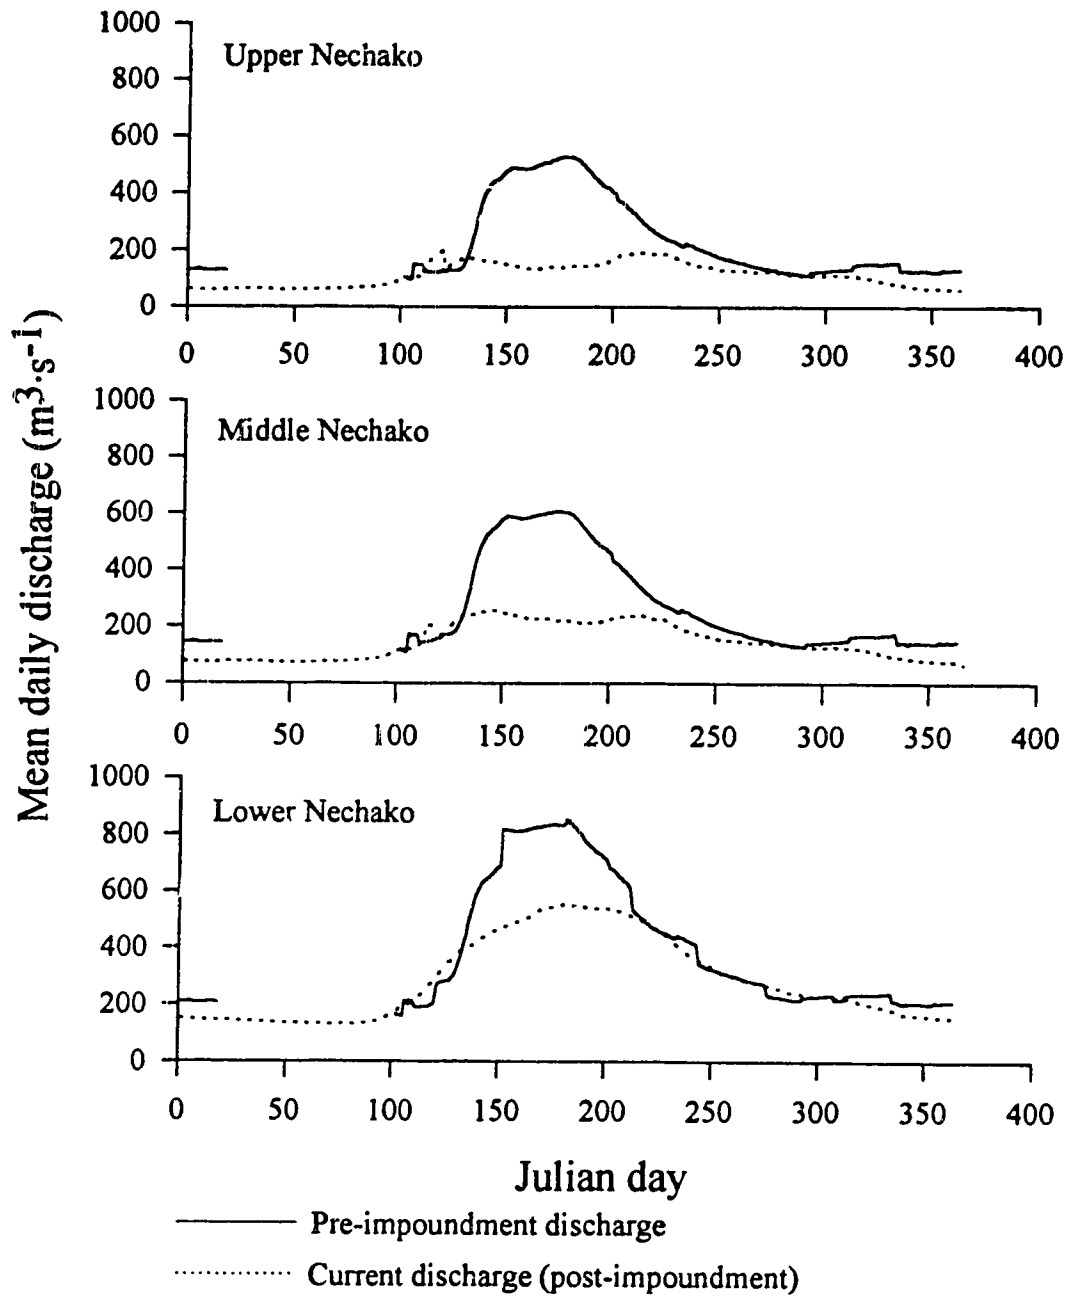 Mean daily discharge (m³·s⁻¹)
1000
Upper Nechako
800
600
400
200
0
0 50 100 150 200 250 300 350 400
1000
Middle Nechako
800
600
400
200
0
0 50 100 150 200 250 300 350 400
1000
Lower Nechako
800
600
400
200
0
0 50 100 150 200 250 300 350 400
Julian day
Pre-impoundment discharge
Current discharge (post-impoundment)